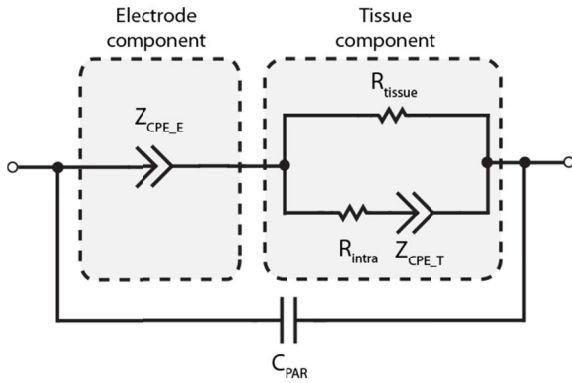 Electrode
component
Tissue
component
Z_CPE_E
R_tissue
R_intra
Z_CPE_T
C_PAR